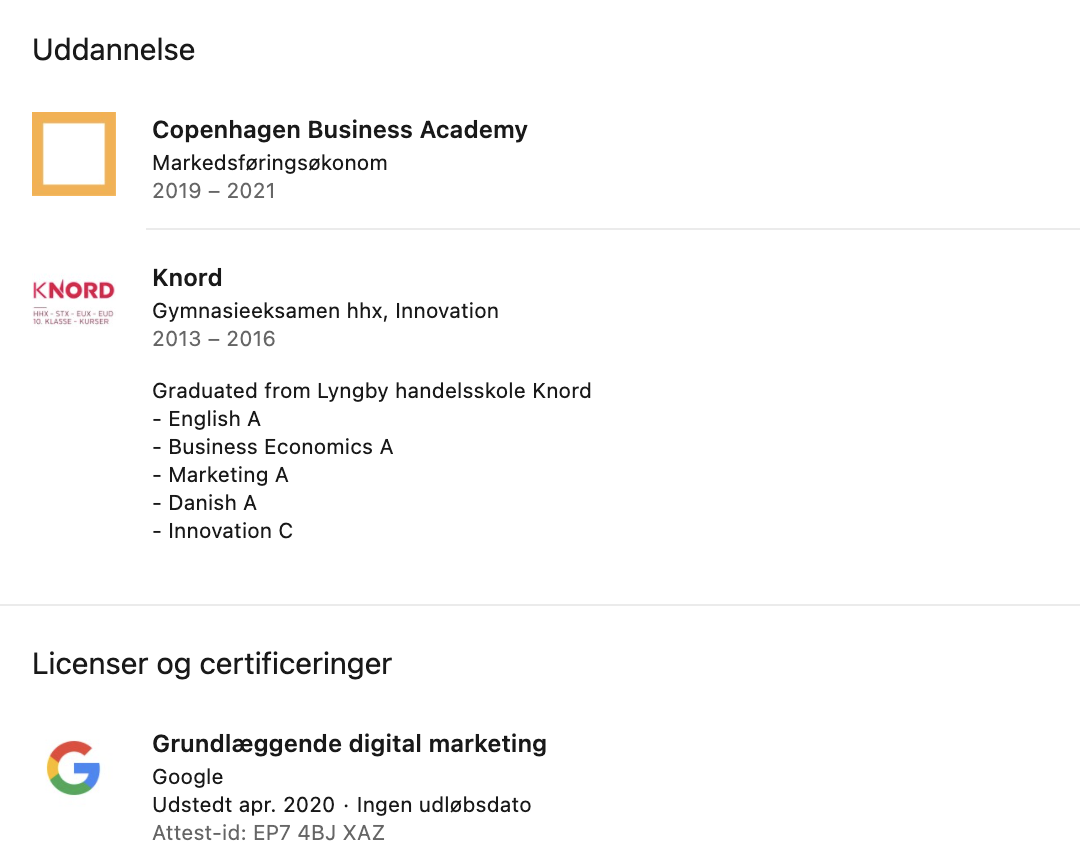 Uddannelse
Copenhagen Business Academy
Markedsføringsøkonom
2019 – 2021
KNORD
HHX - STX - EUX - EUD
10. KLASSE - KURSER
Knord
Gymnasieeksamen hhx, Innovation
2013 – 2016
Graduated from Lyngby handelsskole Knord
- English A
- Business Economics A
- Marketing A
- Danish A
- Innovation C
Licenser og certificeringer
Grundlæggende digital marketing
Google
Udstedt apr. 2020 · Ingen udløbsdato
Attest-id: EP7 4BJ XAZ